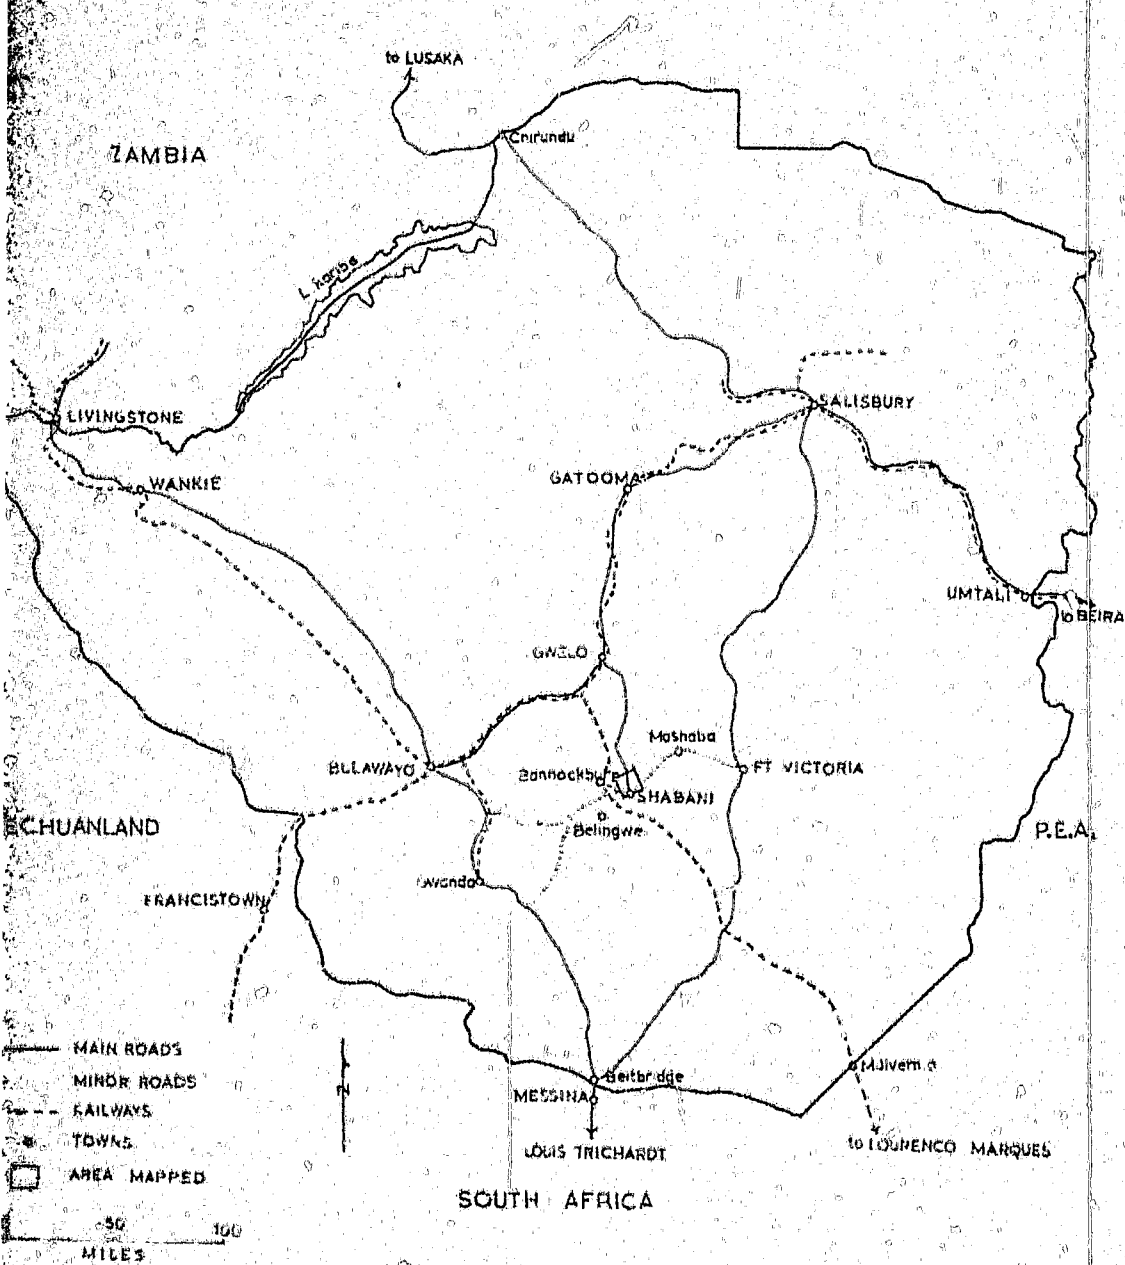 to LUSAKA
Chirundu
ZAMBIA
L. Kariba
LIVINGSTONE
SALISBURY
WANKIE
GATOOMA
UMTALI
to BEIRA
GWELO
Mashaba
BULAWAYO
Bannockburn
FT VICTORIA
SHABANI
CHUANLAND
Belingwe
P.E.A.
Gwanda
FRANCISTOWN
MAIN ROADS
MINOR ROADS
RAILWAYS
TOWNS
AREA MAPPED
N
Beitbridge
MESSINA
Malvernia
LOUIS TRICHARDT
to LOURENCO MARQUES
SOUTH AFRICA
50 100
MILES